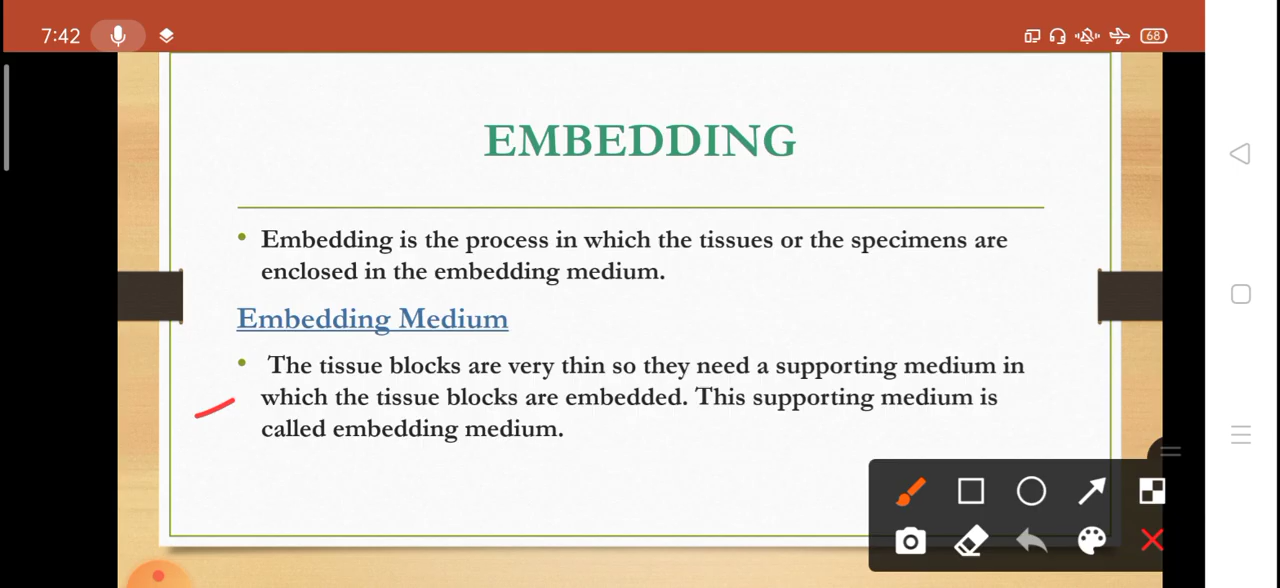 7:42
68
EMBEDDING
• Embedding is the process in which the tissues or the specimens are
enclosed in the embedding medium.
Embedding Medium
• The tissue blocks are very thin so they need a supporting medium in
which the tissue blocks are embedded. This supporting medium is
called embedding medium.